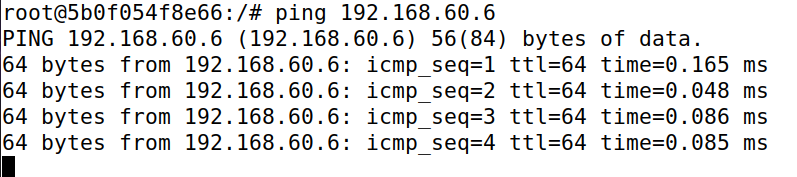 root@5b0f054f8e66:/# ping 192.168.60.6
PING 192.168.60.6 (192.168.60.6) 56(84) bytes of data.
64 bytes from 192.168.60.6: icmp_seq=1 ttl=64 time=0.165 ms
64 bytes from 192.168.60.6: icmp_seq=2 ttl=64 time=0.048 ms
64 bytes from 192.168.60.6: icmp_seq=3 ttl=64 time=0.086 ms
64 bytes from 192.168.60.6: icmp_seq=4 ttl=64 time=0.085 ms